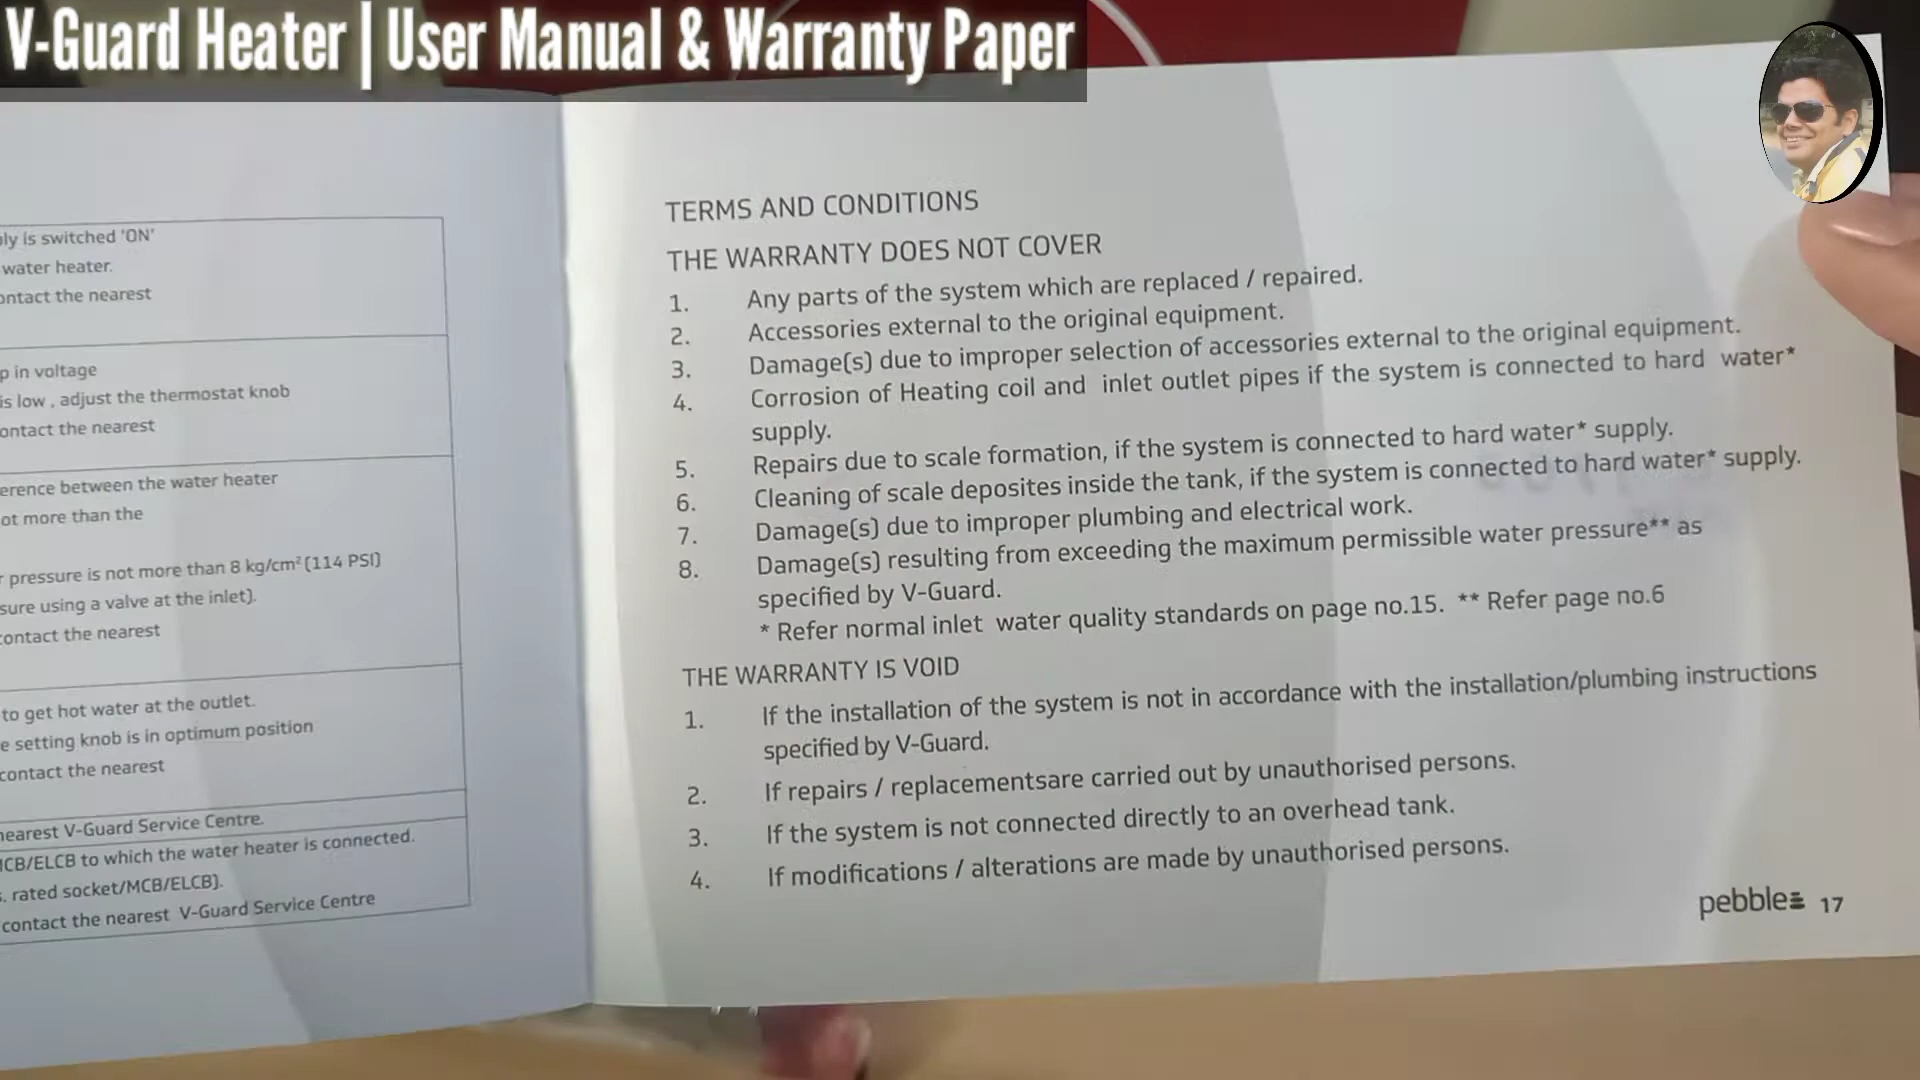 V-Guard Heater | User Manual & Warranty Paper
is switched 'ON'
water heater.
contact the nearest
in voltage
is low , adjust the thermostat knob
contact the nearest
between the water heater
not more than the
pressure is not more than 8 kg/cm² (114 PSI)
using a valve at the inlet).
contact the nearest
to get hot water at the outlet.
setting knob is in optimum position
contact the nearest
nearest V-Guard Service Centre.
MCB/ELCB to which the water heater is connected.
rated socket/MCB/ELCB).
contact the nearest V-Guard Service Centre
TERMS AND CONDITIONS
THE WARRANTY DOES NOT COVER
1. Any parts of the system which are replaced / repaired.
2. Accessories external to the original equipment.
3. Damage(s) due to improper selection of accessories external to the original equipment.
4. Corrosion of Heating coil and inlet outlet pipes if the system is connected to hard water*
supply.
5. Repairs due to scale formation, if the system is connected to hard water* supply.
6. Cleaning of scale deposites inside the tank, if the system is connected to hard water* supply.
7. Damage(s) due to improper plumbing and electrical work.
8. Damage(s) resulting from exceeding the maximum permissible water pressure** as
specified by V-Guard.
* Refer normal inlet water quality standards on page no.15. ** Refer page no.6
THE WARRANTY IS VOID
1. If the installation of the system is not in accordance with the installation/plumbing instructions
specified by V-Guard.
2. If repairs / replacementsare carried out by unauthorised persons.
3. If the system is not connected directly to an overhead tank.
4. If modifications / alterations are made by unauthorised persons.
pebble 17